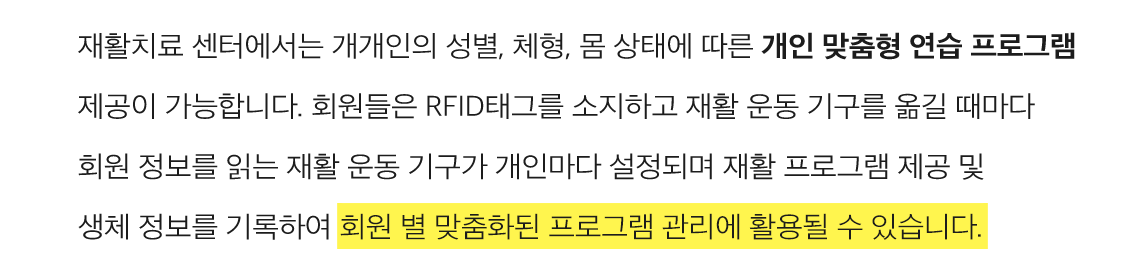 재활치료 센터에서는 개개인의 성별, 체형, 몸 상태에 따른 개인 맞춤형 연습 프로그램
제공이 가능합니다. 회원들은 RFID태그를 소지하고 재활 운동 기구를 옮길 때마다
회원 정보를 읽는 재활 운동 기구가 개인마다 설정되며 재활 프로그램 제공 및
생체 정보를 기록하여 회원 별 맞춤화된 프로그램 관리에 활용될 수 있습니다.